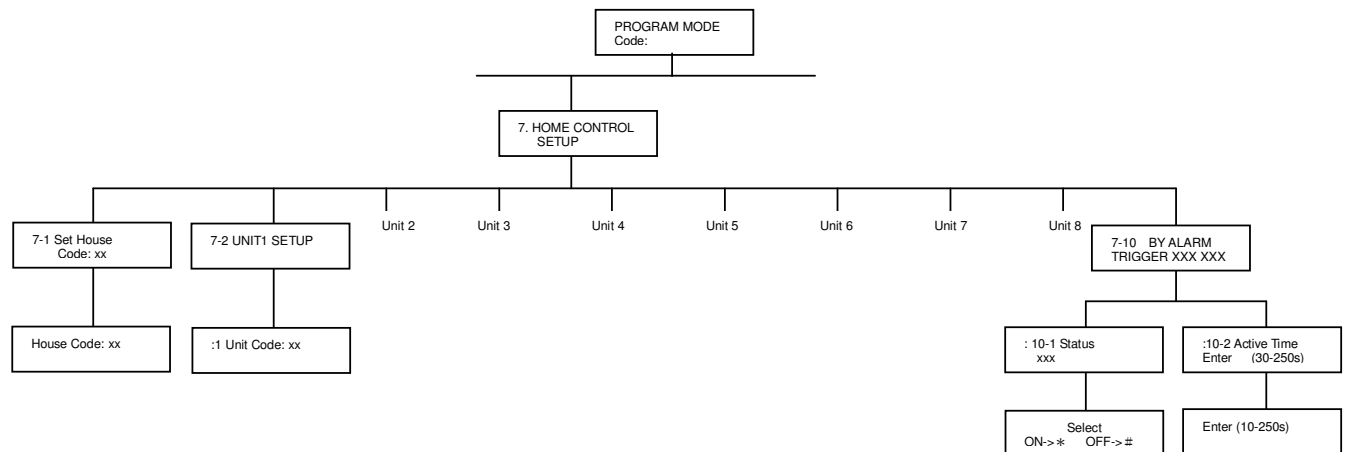 PROGRAM MODE
Code:
7. HOME CONTROL
SETUP
7-1 Set House
Code: xx
7-2 UNIT1 SETUP
Unit 2
Unit 3
Unit 4
Unit 5
Unit 6
Unit 7
Unit 8
7-10 BY ALARM
TRIGGER XXX XXX
House Code: xx
:1 Unit Code: xx
: 10-1 Status
xxx
:10-2 Active Time
Enter (30-250s)
Select
ON->* OFF->#
Enter (10-250s)